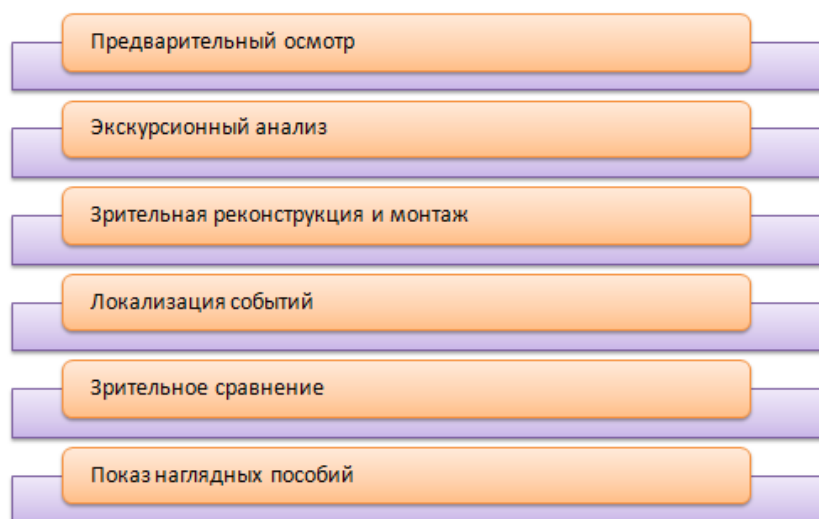 Предварительный осмотр
Экскурсионный анализ
Зрительная реконструкция и монтаж
Локализация событий
Зрительное сравнение
Показ наглядных пособий